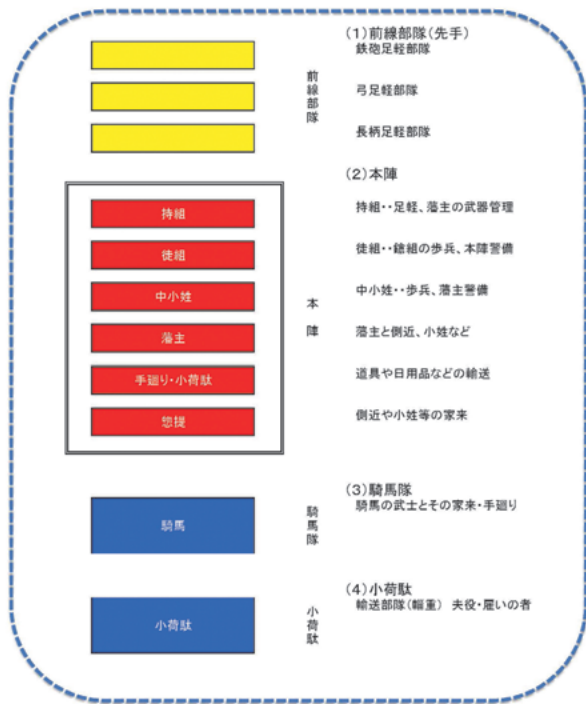 (1)前線部隊(先手)
鉄砲足軽部隊
前線部隊
弓足軽部隊
長柄足軽部隊
(2)本陣
持組
持組・・足軽、藩主の武器管理
徒組
徒組・・鎗組の歩兵、本陣警備
中小姓
中小姓・・歩兵、藩主警備
本陣
藩主
藩主と側近、小姓など
手廻り・小荷駄
道具や日用品などの輸送
惣提
側近や小姓等の家来
(3)騎馬隊
騎馬の武士とその家来・手廻り
騎馬
騎馬隊
(4)小荷駄
輸送部隊(輜重) 夫役・雇いの者
小荷駄
小荷駄